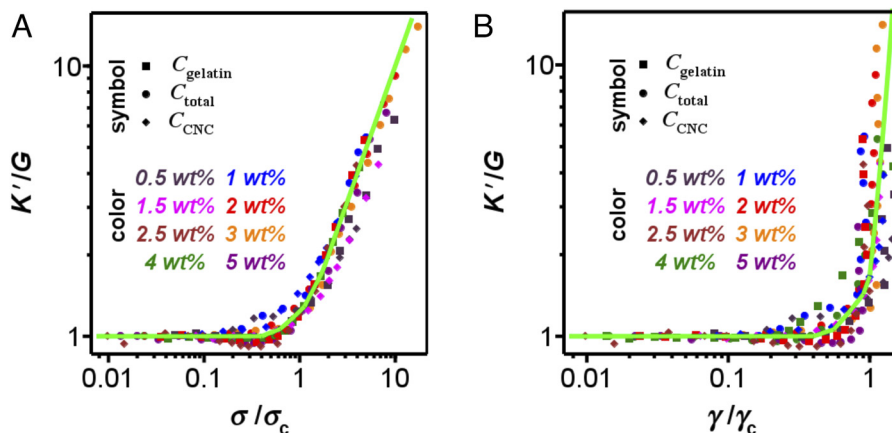 A
K'/G
10
1
symbol
C_gelatin
C_total
C_CNC
color
0.5 wt% 1 wt%
1.5 wt% 2 wt%
2.5 wt% 3 wt%
4 wt% 5 wt%
0.01 0.1 1 10
σ/σ_c
B
K'/G
10
1
symbol
C_gelatin
C_total
C_CNC
color
0.5 wt% 1 wt%
1.5 wt% 2 wt%
2.5 wt% 3 wt%
4 wt% 5 wt%
0.01 0.1 1
γ/γ_c